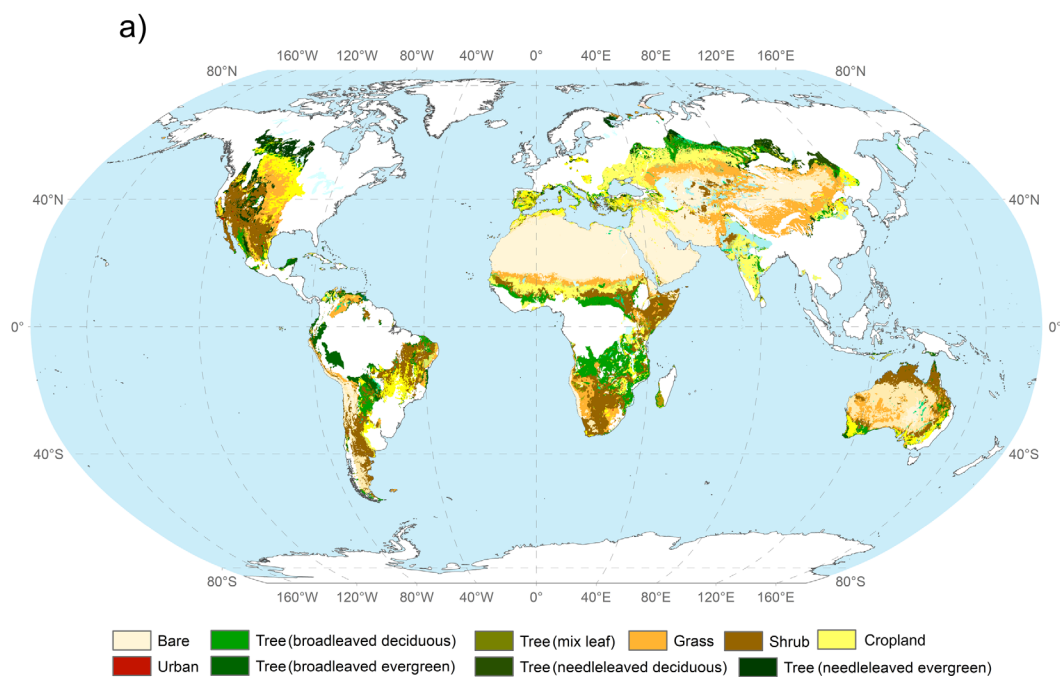 a)
160°W 120°W 80°W 40°W 0° 40°E 80°E 120°E 160°E
80°N 80°N
40°N 40°N
0° 0°
40°S 40°S
80°S 80°S
160°W 120°W 80°W 40°W 0° 40°E 80°E 120°E 160°E
Bare Tree (broadleaved deciduous) Tree (mix leaf) Grass Shrub Cropland
Urban Tree (broadleaved evergreen) Tree (needleleaved deciduous) Tree (needleleaved evergreen)